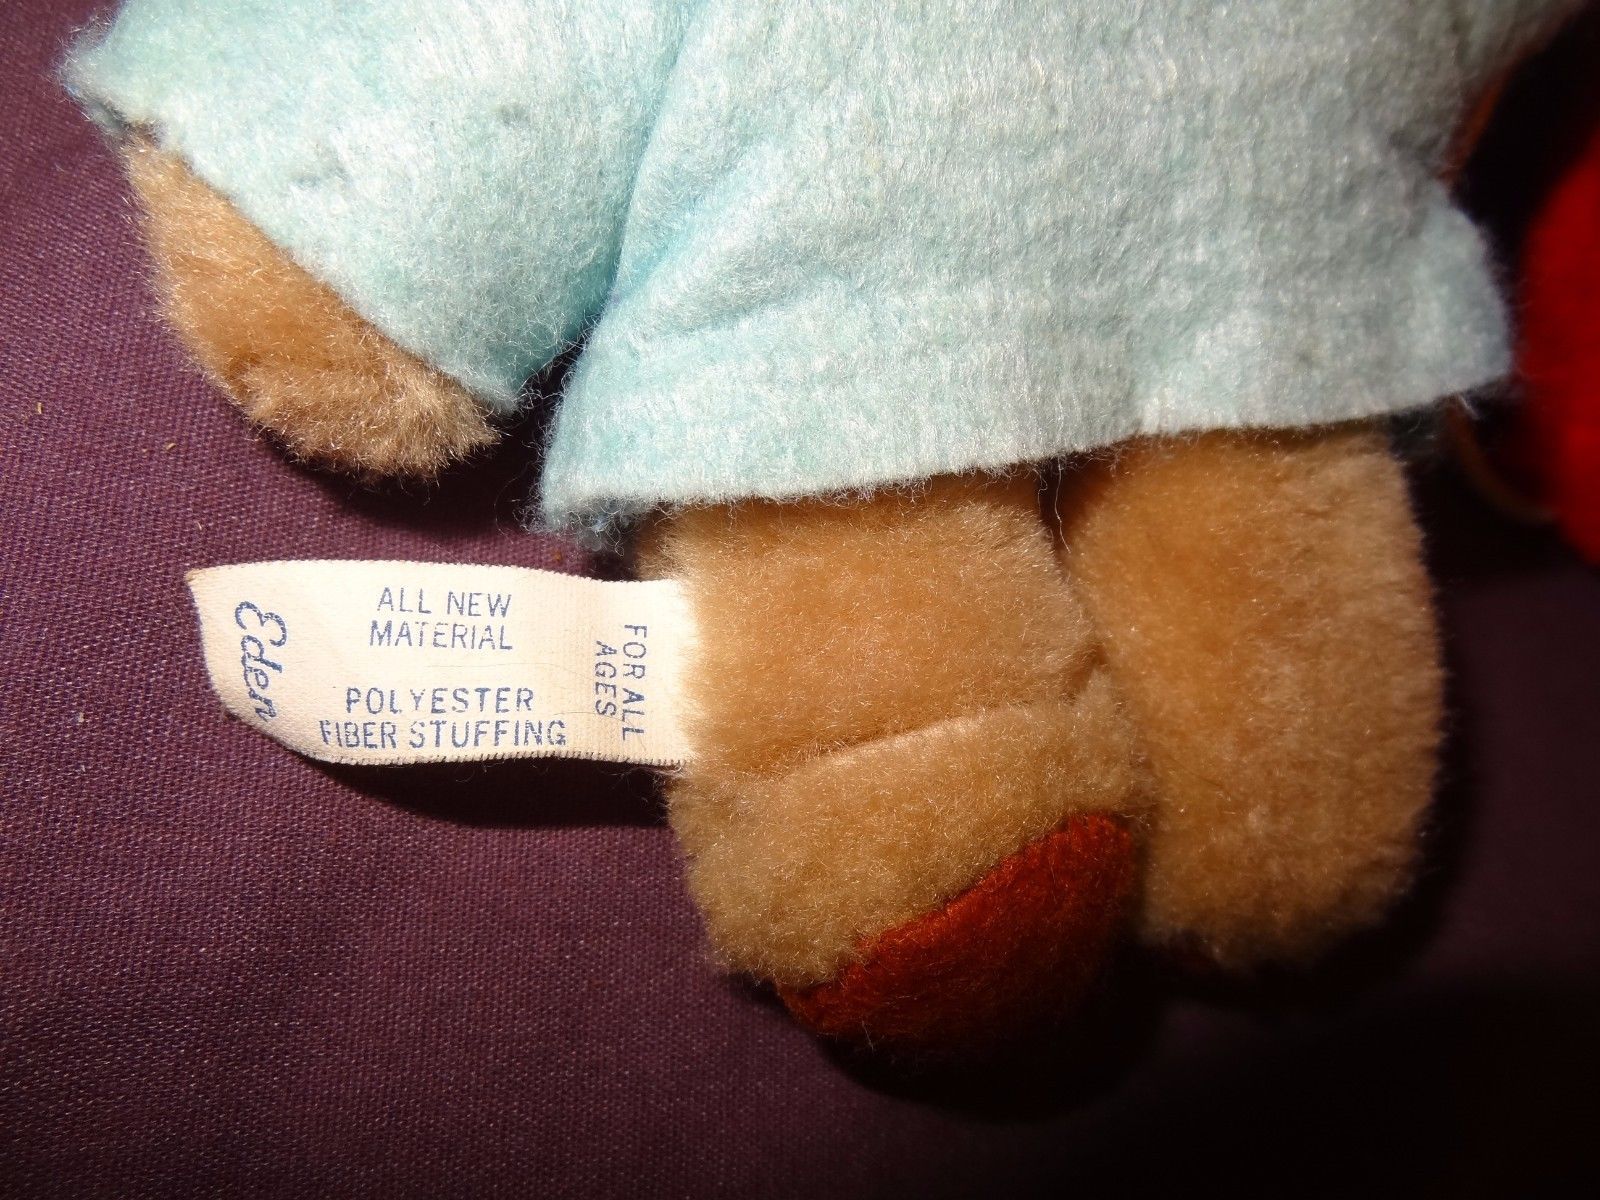 Eden
ALL NEW
MATERIAL
POLYESTER
FIBER STUFFING
FOR ALL
AGES